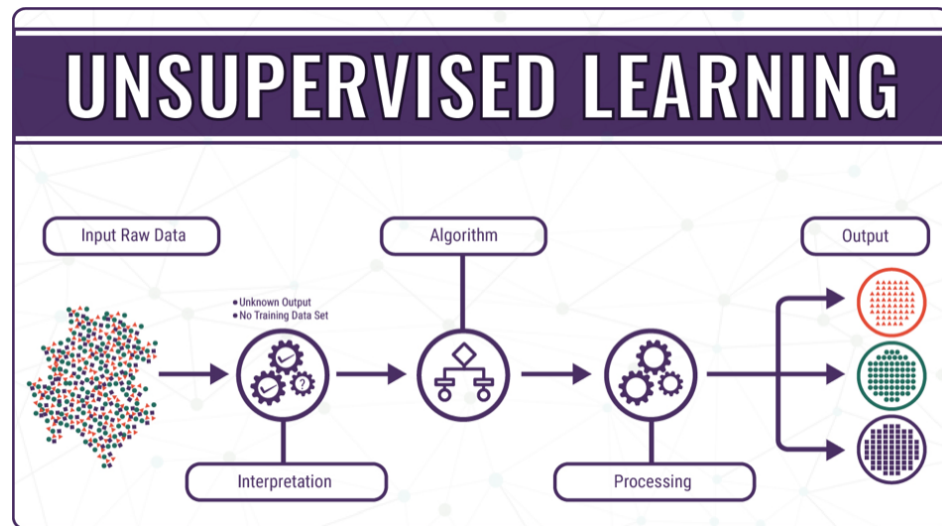 UNSUPERVISED LEARNING
Input Raw Data
Algorithm
Output
• Unknown Output
• No Training Data Set
?
Interpretation
Processing